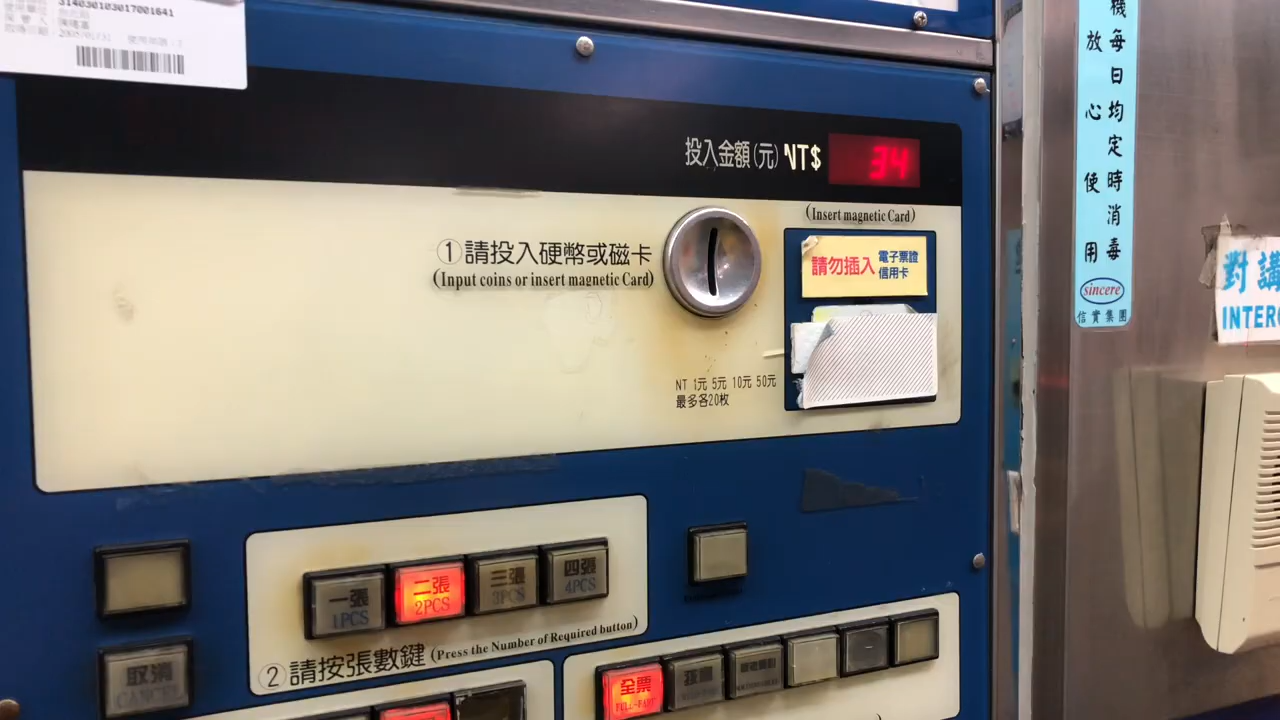 314030103017001641
投入金額(元) NT$ 34
(Insert magnetic Card)
①請投入硬幣或磁卡
(Input coins or insert magnetic Card)
請勿插入 電子票證
信用卡
NT 1元 5元 10元 50元
最多各20枚
一張
1PCS
二張
2PCS
三張
3PCS
四張
4PCS
②請按張數鍵 (Press the Number of Required button)
取消
CANCEL
全票
FULL-FARE
機每日均定時消毒
放心使用
sincere
信實集團
對講
INTER